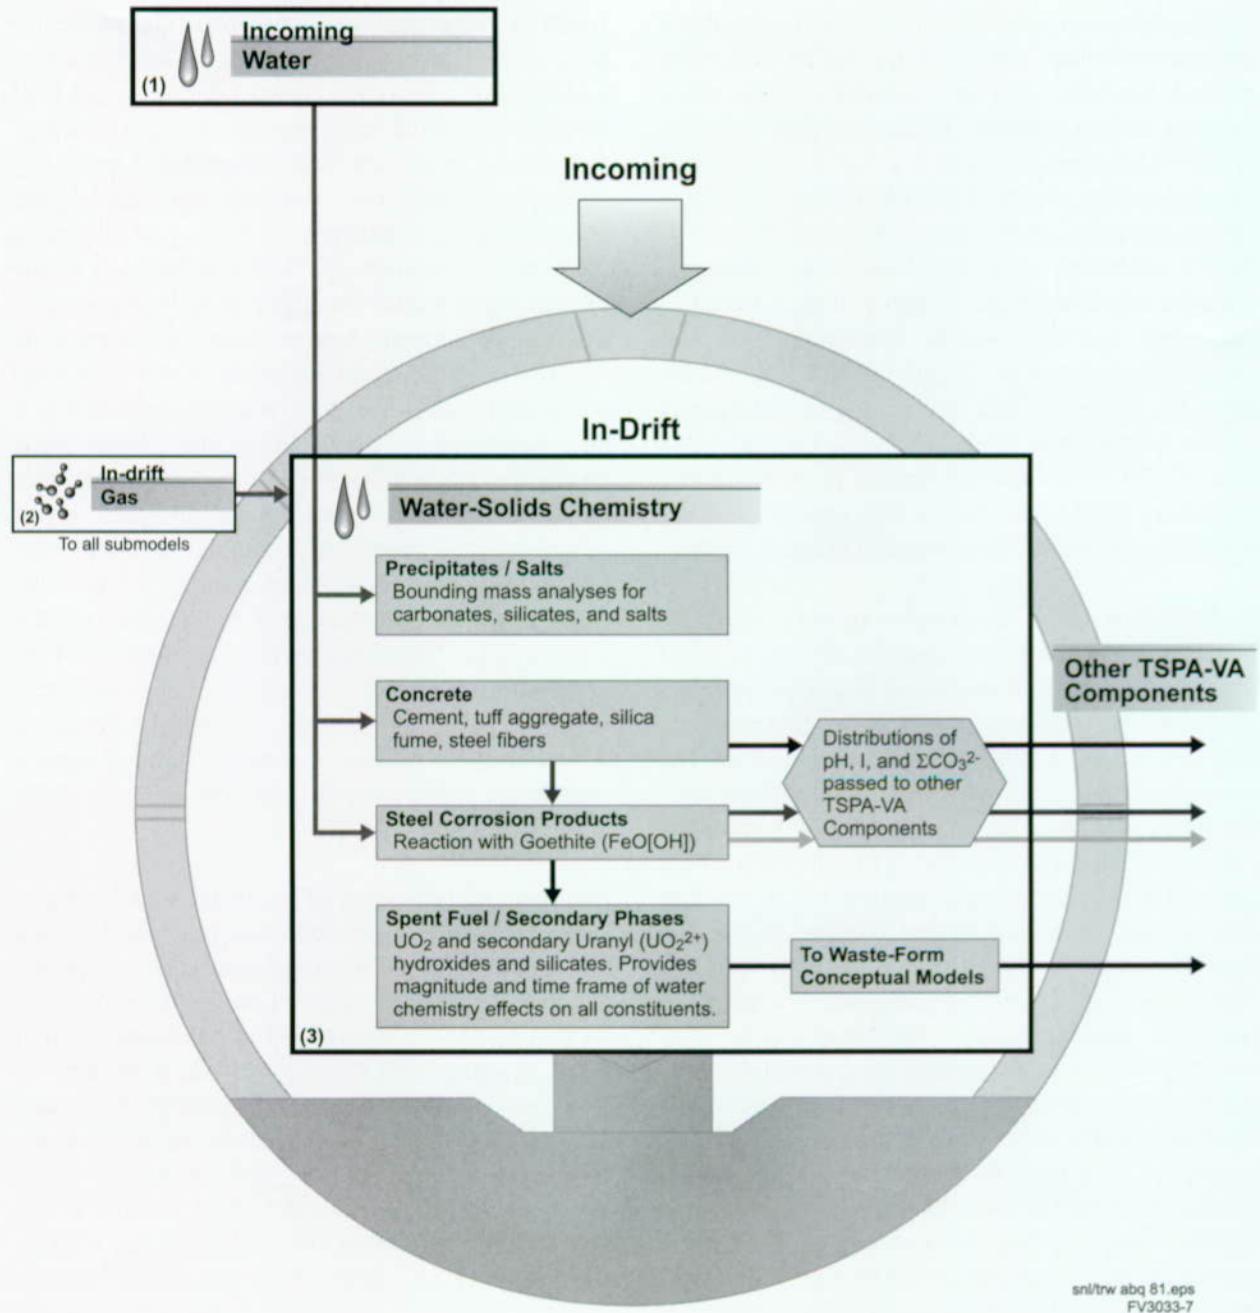 Incoming
Water
(1)
Incoming
In-Drift
In-drift
Gas
(2)
To all submodels
Water-Solids Chemistry
Precipitates / Salts
Bounding mass analyses for
carbonates, silicates, and salts
Concrete
Cement, tuff aggregate, silica
fume, steel fibers
Steel Corrosion Products
Reaction with Goethite (FeO[OH])
Spent Fuel / Secondary Phases
UO₂ and secondary Uranyl (UO₂²⁺)
hydroxides and silicates. Provides
magnitude and time frame of water
chemistry effects on all constituents.
(3)
Distributions of
pH, I, and ΣCO₃²⁻
passed to other
TSPA-VA
Components
To Waste-Form
Conceptual Models
Other TSPA-VA
Components
snl/trw abq 81.eps
FV3033-7